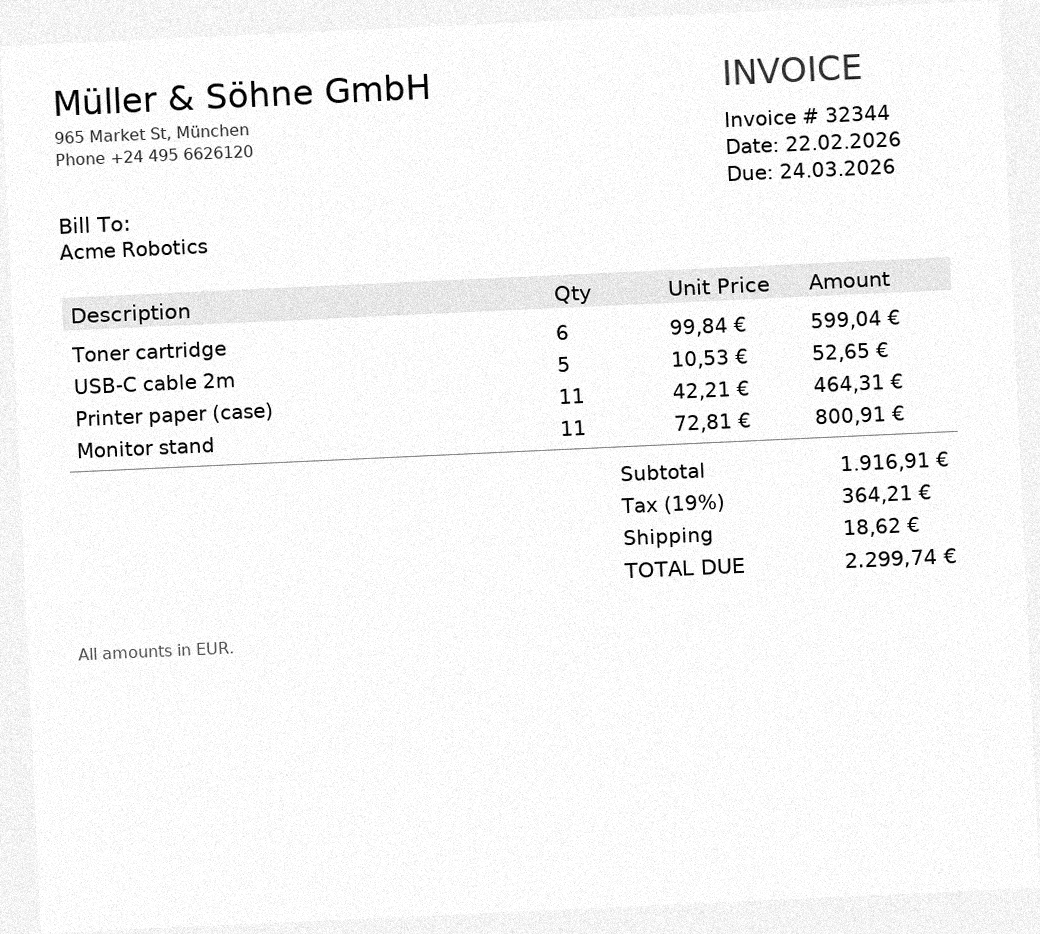 Müller & Söhne GmbH
965 Market St, München
Phone +24 495 6626120
INVOICE
Invoice # 32344
Date: 22.02.2026
Due: 24.03.2026
Bill To:
Acme Robotics
Description Qty Unit Price Amount
Toner cartridge 6 99,84 € 599,04 €
USB-C cable 2m 5 10,53 € 52,65 €
Printer paper (case) 11 42,21 € 464,31 €
Monitor stand 11 72,81 € 800,91 €
Subtotal 1.916,91 €
Tax (19%) 364,21 €
Shipping 18,62 €
TOTAL DUE 2.299,74 €
All amounts in EUR.